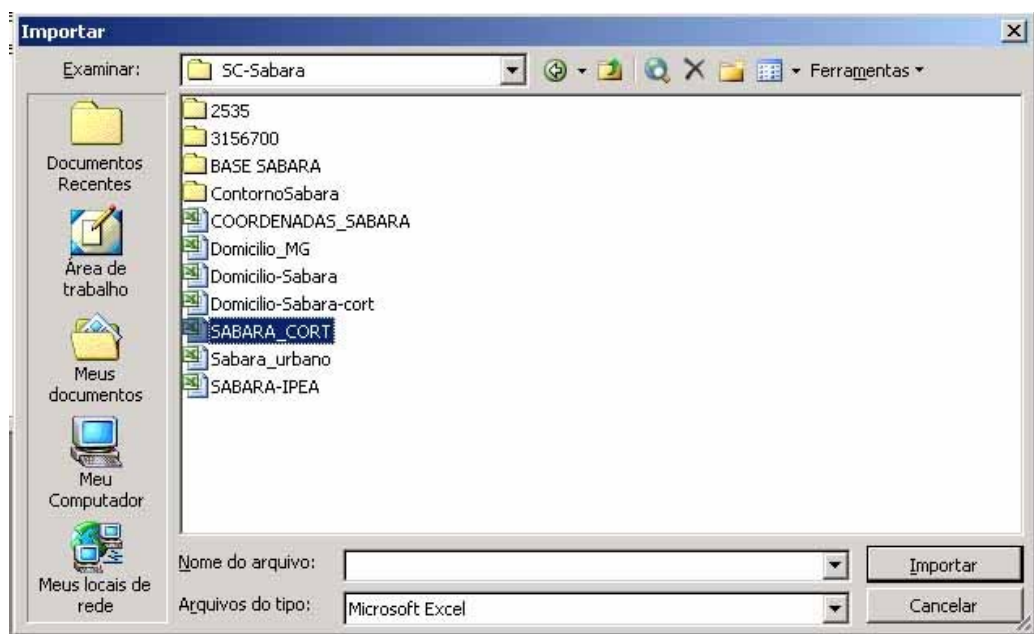 Importar
Examinar:
SC-Sabara
Ferramentas
Documentos
Recentes
Área de
trabalho
Meus
documentos
Meu
Computador
Meus locais de
rede
2535
3156700
BASE SABARA
ContornoSabara
COORDENADAS_SABARA
Domicilio_MG
Domicilio-Sabara
Domicilio-Sabara-cort
SABARA_CORT
Sabara_urbano
SABARA-IPEA
Nome do arquivo:
Importar
Arquivos do tipo:
Microsoft Excel
Cancelar